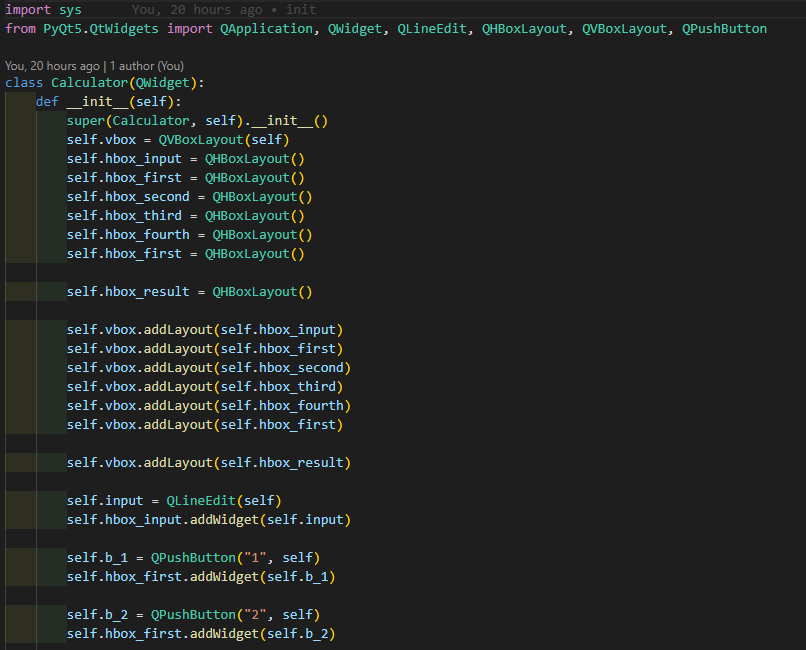 import sys You, 20 hours ago • init
from PyQt5.QtWidgets import QApplication, QWidget, QLineEdit, QHBoxLayout, QVBoxLayout, QPushButton
You, 20 hours ago | 1 author (You)
class Calculator(QWidget):
def __init__(self):
super(Calculator, self).__init__()
self.vbox = QVBoxLayout(self)
self.hbox_input = QHBoxLayout()
self.hbox_first = QHBoxLayout()
self.hbox_second = QHBoxLayout()
self.hbox_third = QHBoxLayout()
self.hbox_fourth = QHBoxLayout()
self.hbox_first = QHBoxLayout()
self.hbox_result = QHBoxLayout()
self.vbox.addLayout(self.hbox_input)
self.vbox.addLayout(self.hbox_first)
self.vbox.addLayout(self.hbox_second)
self.vbox.addLayout(self.hbox_third)
self.vbox.addLayout(self.hbox_fourth)
self.vbox.addLayout(self.hbox_first)
self.vbox.addLayout(self.hbox_result)
self.input = QLineEdit(self)
self.hbox_input.addWidget(self.input)
self.b_1 = QPushButton("1", self)
self.hbox_first.addWidget(self.b_1)
self.b_2 = QPushButton("2", self)
self.hbox_first.addWidget(self.b_2)